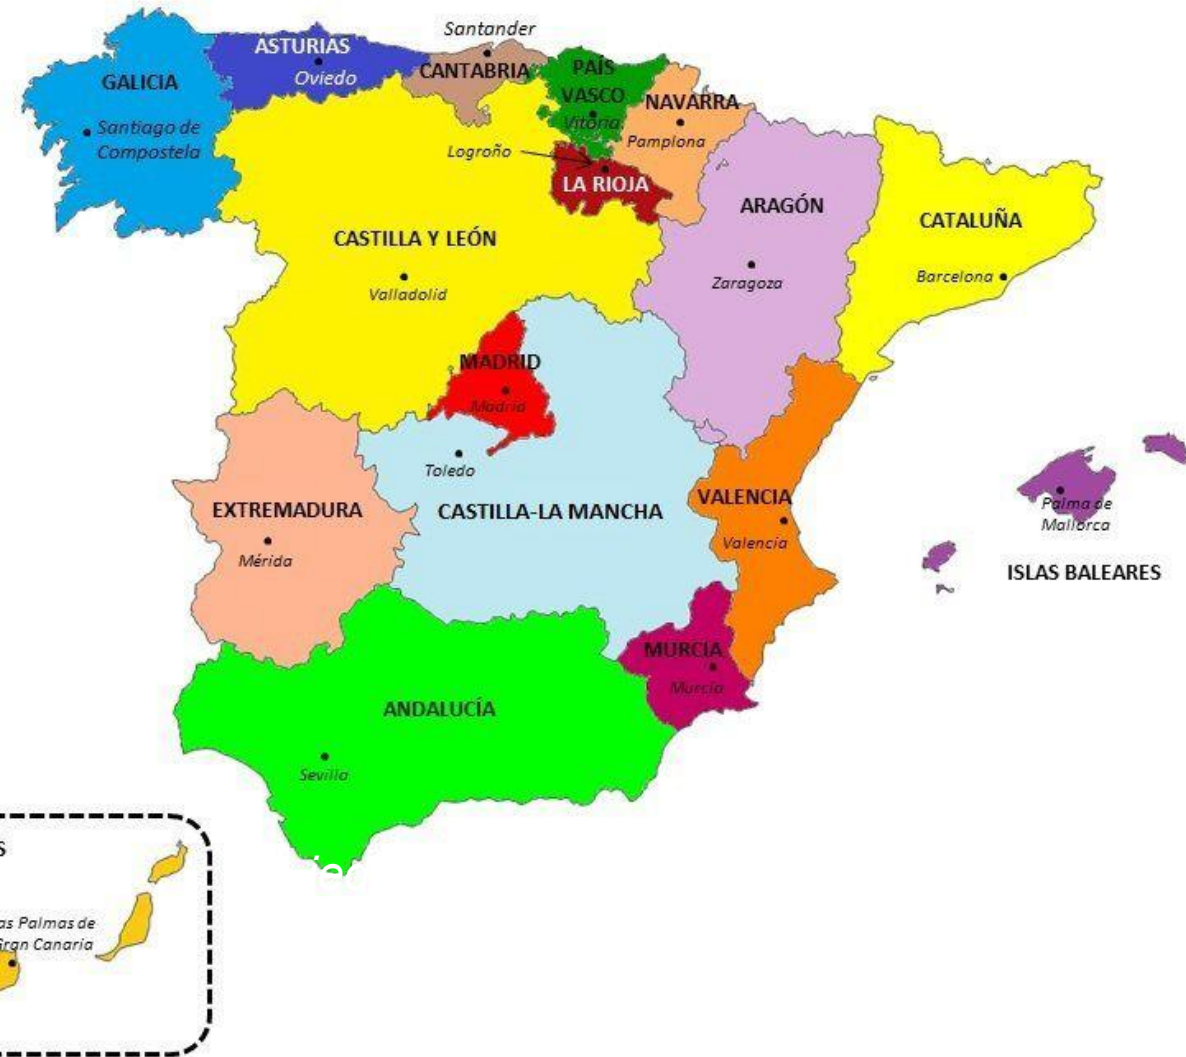 Santander
ASTURIAS
Oviedo
CANTABRIA
PAÍS
VASCO
Vitoria
GALICIA
Santiago de
Compostela
NAVARRA
Pamplona
Logroño
LA RIOJA
ARAGÓN
Zaragoza
CATALUÑA
Barcelona
CASTILLA Y LEÓN
Valladolid
MADRID
Madrid
Toledo
CASTILLA-LA MANCHA
EXTREMADURA
Mérida
VALENCIA
Valencia
Palma de
Mallorca
ISLAS BALEARES
MURCIA
Murcia
ANDALUCÍA
Sevilla
S
as Palmas de
Gran Canaria